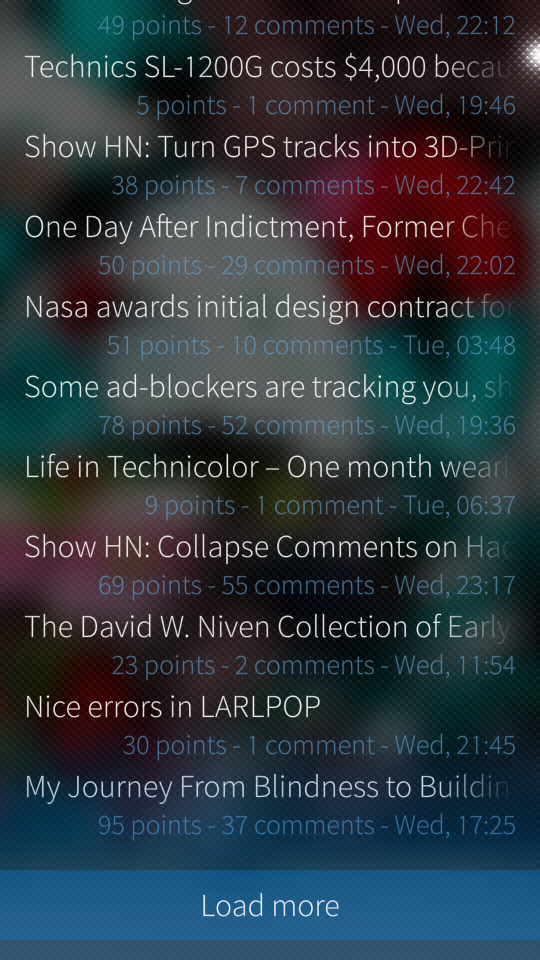 49 points - 12 comments - Wed, 22:12
Technics SL-1200G costs $4,000 becau
5 points - 1 comment - Wed, 19:46
Show HN: Turn GPS tracks into 3D-Prin
38 points - 7 comments - Wed, 22:42
One Day After Indictment, Former Che
50 points - 29 comments - Wed, 22:02
Nasa awards initial design contract for
51 points - 10 comments - Tue, 03:48
Some ad-blockers are tracking you, sh
78 points - 52 comments - Wed, 19:36
Life in Technicolor – One month weari
9 points - 1 comment - Tue, 06:37
Show HN: Collapse Comments on Hac
69 points - 55 comments - Wed, 23:17
The David W. Niven Collection of Early
23 points - 2 comments - Wed, 11:54
Nice errors in LARLPOP
30 points - 1 comment - Wed, 21:45
My Journey From Blindness to Buildin
95 points - 37 comments - Wed, 17:25
Load more